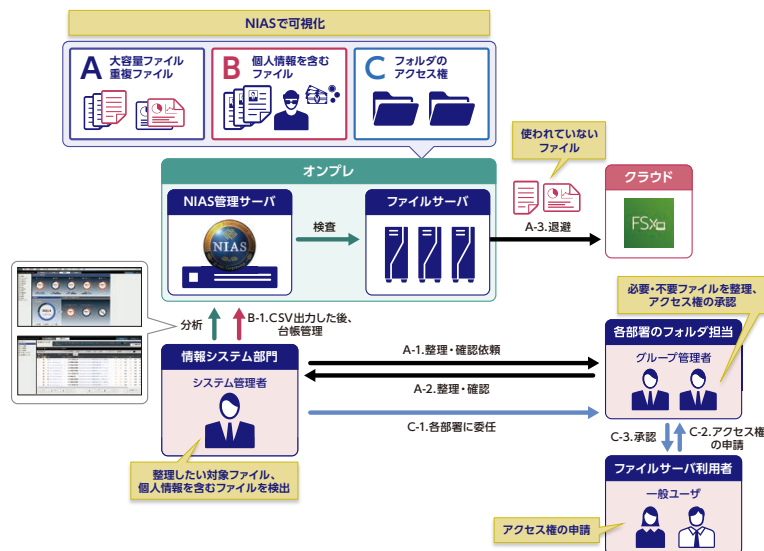 NIASで可視化
A
大容量ファイル
重複ファイル
B
個人情報を含む
ファイル
C
フォルダの
アクセス権
使われていない
ファイル
オンプレ
クラウド
NIAS管理サーバ
ファイルサーバ
NIAS
検査
A-3.退避
FSx
必要・不要ファイルを整理、
アクセス権の承認
分析
B-1.CSV出力した後、
台帳管理
情報システム部門
システム管理者
A-1.整理・確認依頼
A-2.整理・確認
C-1.各部署に委任
各部署のフォルダ担当
グループ管理者
C-3.承認
C-2.アクセス権
の申請
整理したい対象ファイル、
個人情報を含むファイルを検出
ファイルサーバ利用者
一般ユーザ
アクセス権の申請